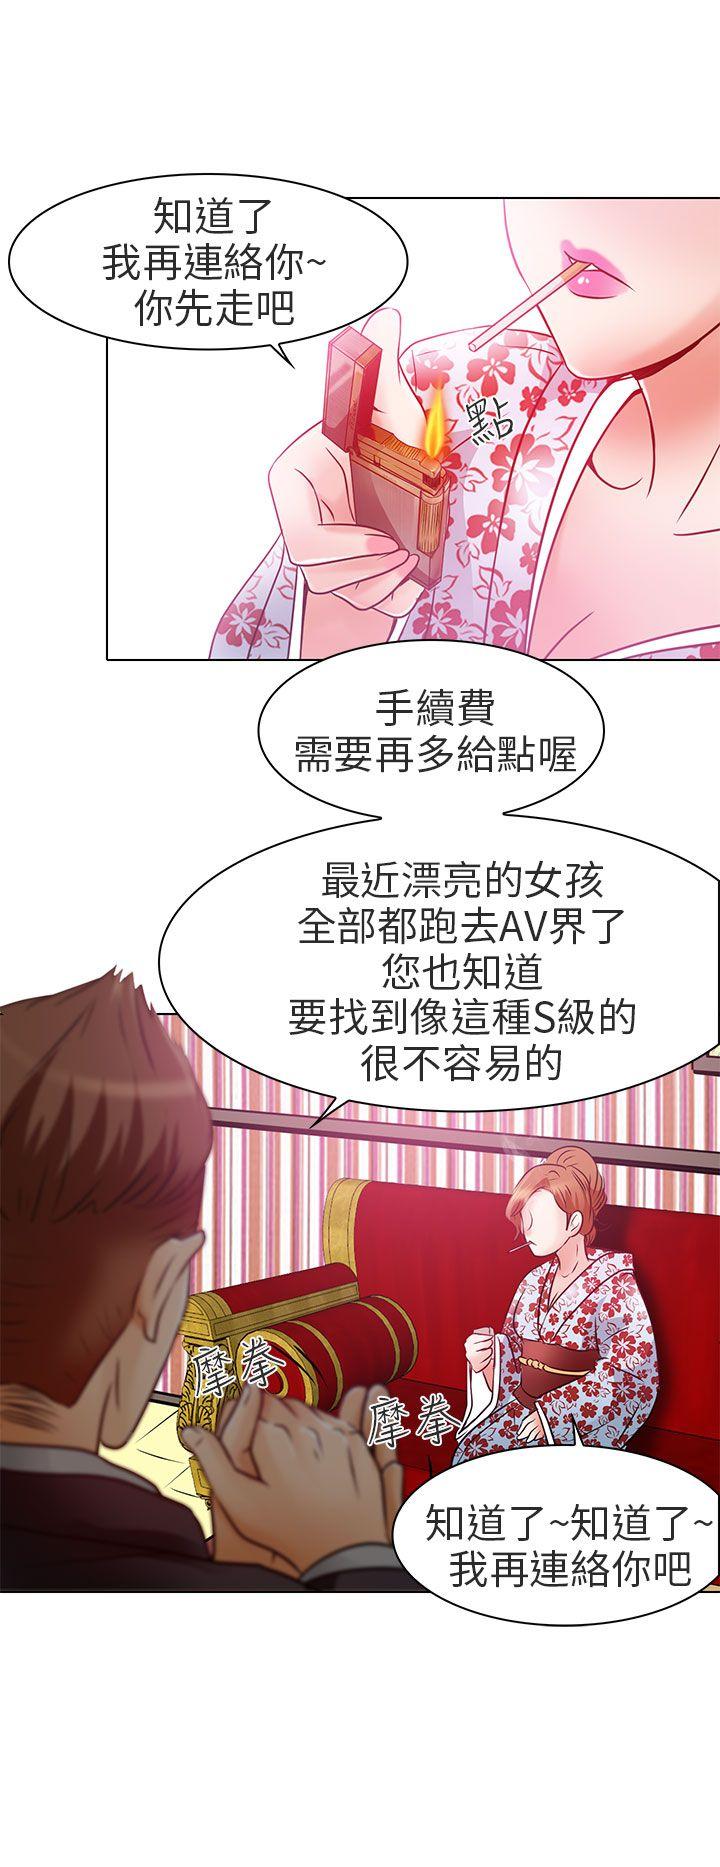 知道了
我再連絡你~
你先走吧
點
手續費
需要再多給點喔
最近漂亮的女孩
全部都跑去AV界了
您也知道
要找到像這種S級的
很不容易的
摩拳
摩拳
知道了~知道了~
我再連絡你吧